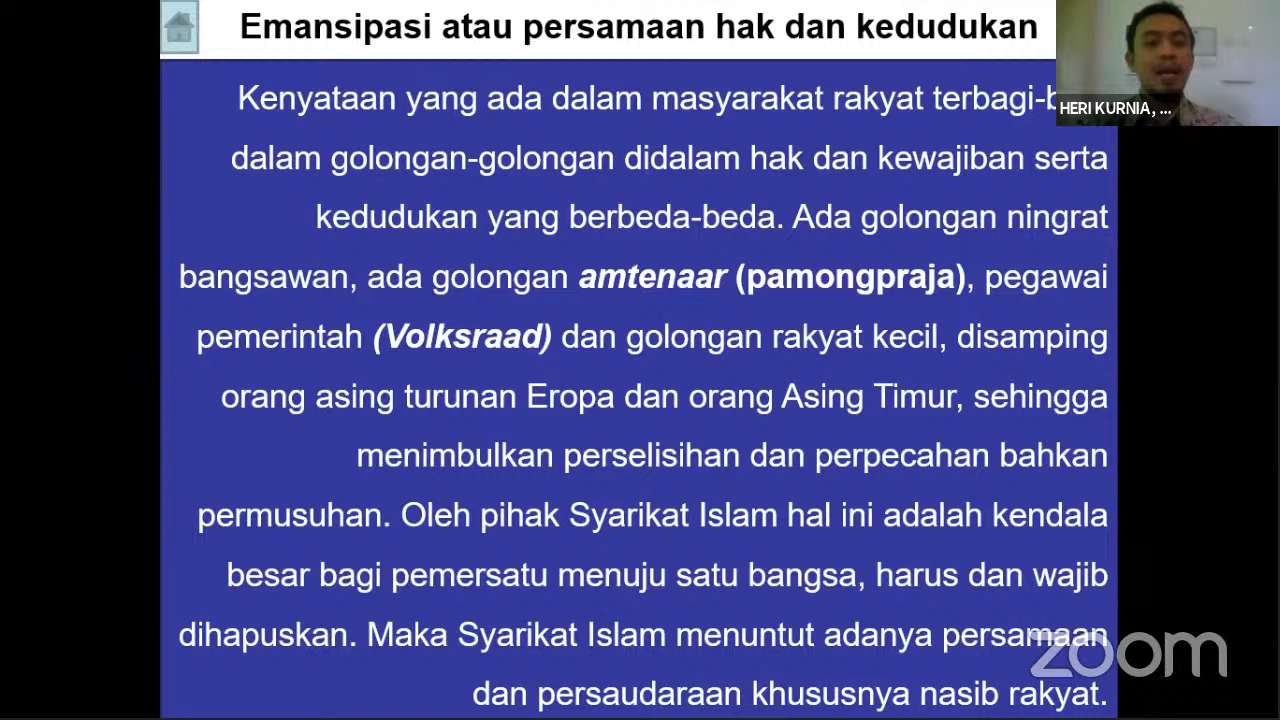 Emansipasi atau persamaan hak dan kedudukan
Kenyataan yang ada dalam masyarakat rakyat
dalam golongan-golongan didalam hak dan kewajiban serta
kedudukan yang berbeda-beda. Ada golongan ningrat
bangsawan, ada golongan amtenaar (pamongpraja), pegawai
pemerintah (Volksraad) dan golongan rakyat kecil, disamping
orang asing turunan Eropa dan orang Asing Timur, sehingga
menimbulkan perselisihan dan perpecahan bahkan
permusuhan. Oleh pihak Syarikat Islam hal ini adalah kendala
besar bagi pemersatu menuju satu bangsa, harus dan wajib
dihapuskan. Maka Syarikat Islam menuntut adanya persamaan
dan persaudaraan khususnya nasib rakyat.
HERI KURNIA, ...
zoom